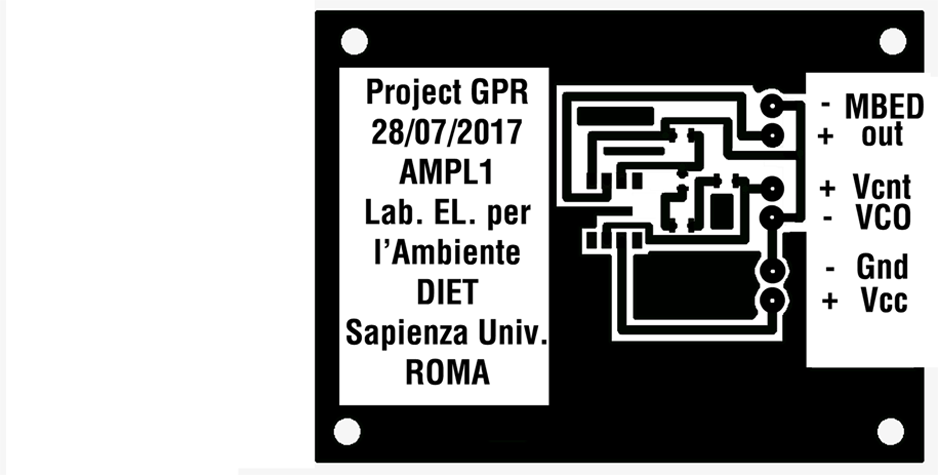 Project GPR
28/07/2017
AMPL1
Lab. EL. per
l'Ambiente
DIET
Sapienza Univ.
ROMA
- MBED
+ out
+ Vcnt
- VCO
- Gnd
+ Vcc